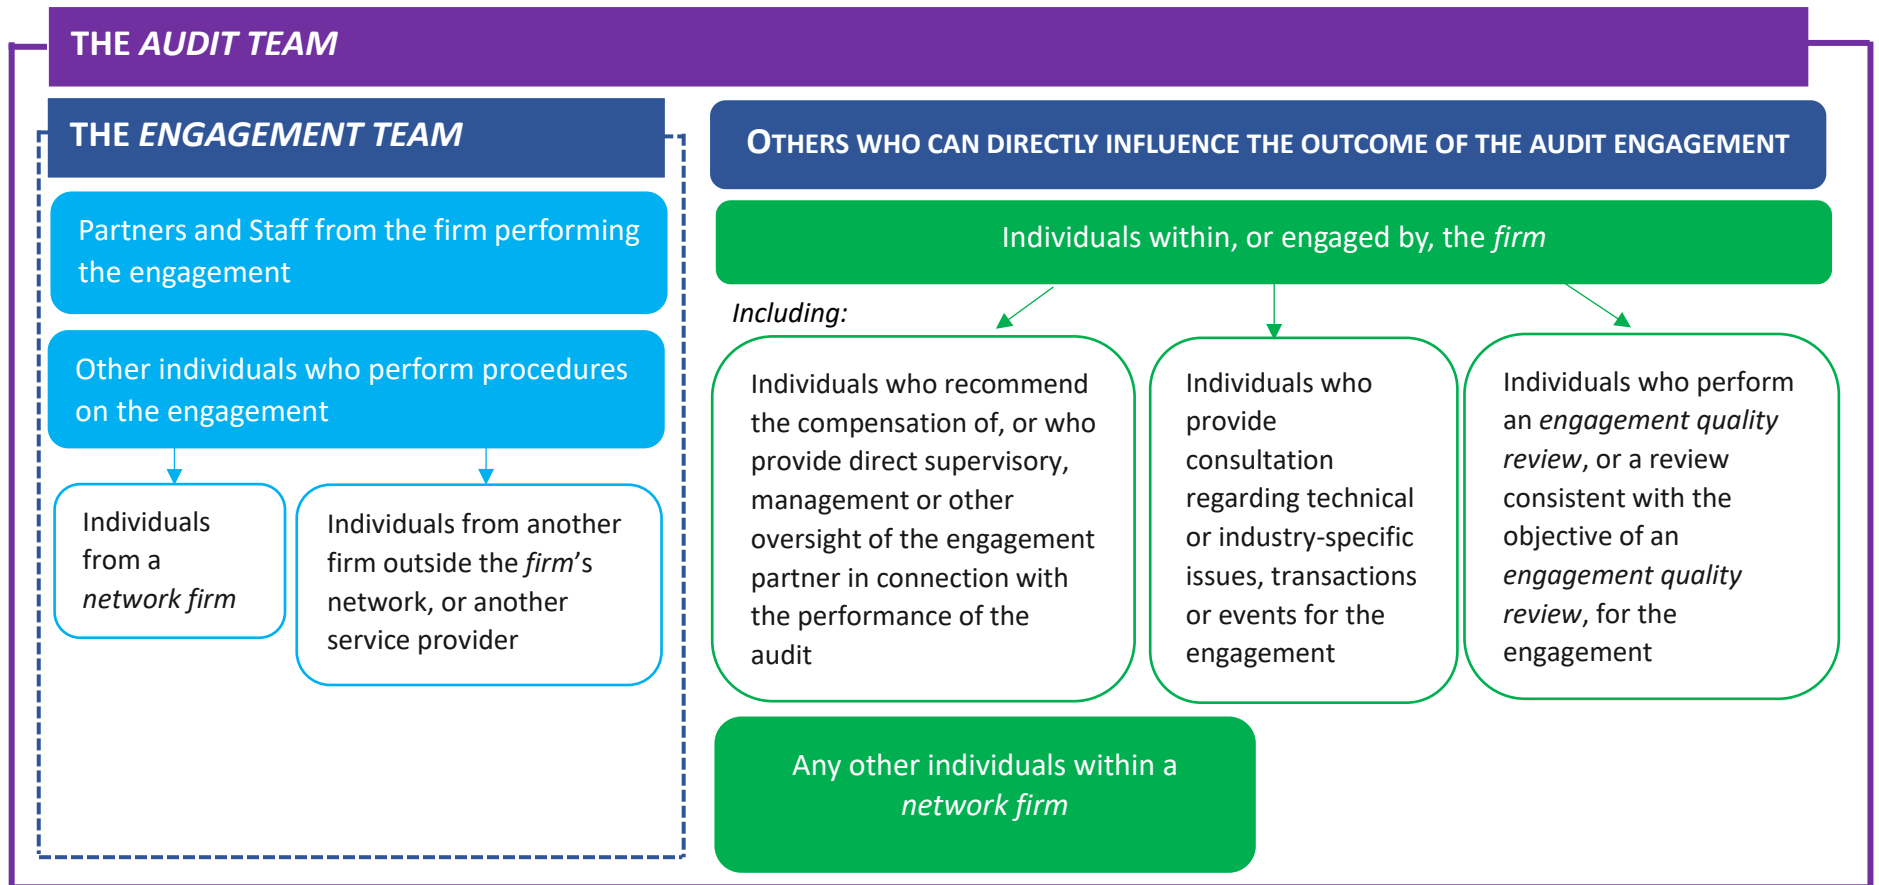 THE AUDIT TEAM
THE ENGAGEMENT TEAM
Partners and Staff from the firm performing
the engagement
Other individuals who perform procedures
on the engagement
Individuals
from a
network firm
Individuals from another
firm outside the firm's
network, or another
service provider
OTHERS WHO CAN DIRECTLY INFLUENCE THE OUTCOME OF THE AUDIT ENGAGEMENT
Individuals within, or engaged by, the firm
Including:
Individuals who recommend
the compensation of, or who
provide direct supervisory,
management or other
oversight of the engagement
partner in connection with
the performance of the
audit
Individuals who
provide
consultation
regarding technical
or industry-specific
issues, transactions
or events for the
engagement
Individuals who perform
an engagement quality
review, or a review
consistent with the
objective of an
engagement quality
review, for the
engagement
Any other individuals within a
network firm